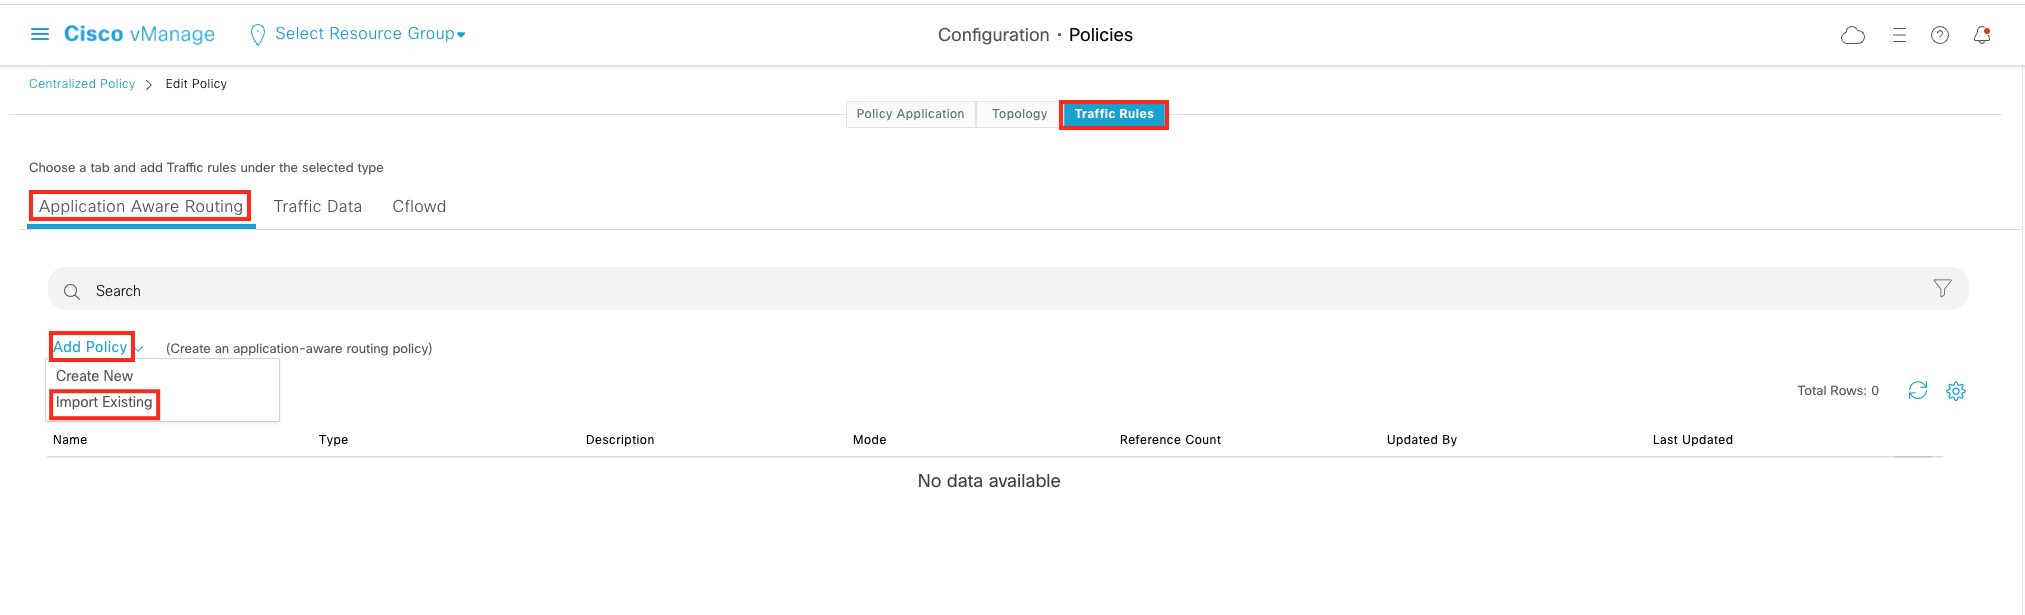 Cisco vManage Select Resource Group Configuration · Policies
Centralized Policy > Edit Policy
Policy Application Topology Traffic Rules
Choose a tab and add Traffic rules under the selected type
Application Aware Routing Traffic Data Cflowd
Search
Add Policy (Create an application-aware routing policy)
Create New
Import Existing
Total Rows: 0
Name Type Description Mode Reference Count Updated By Last Updated
No data available